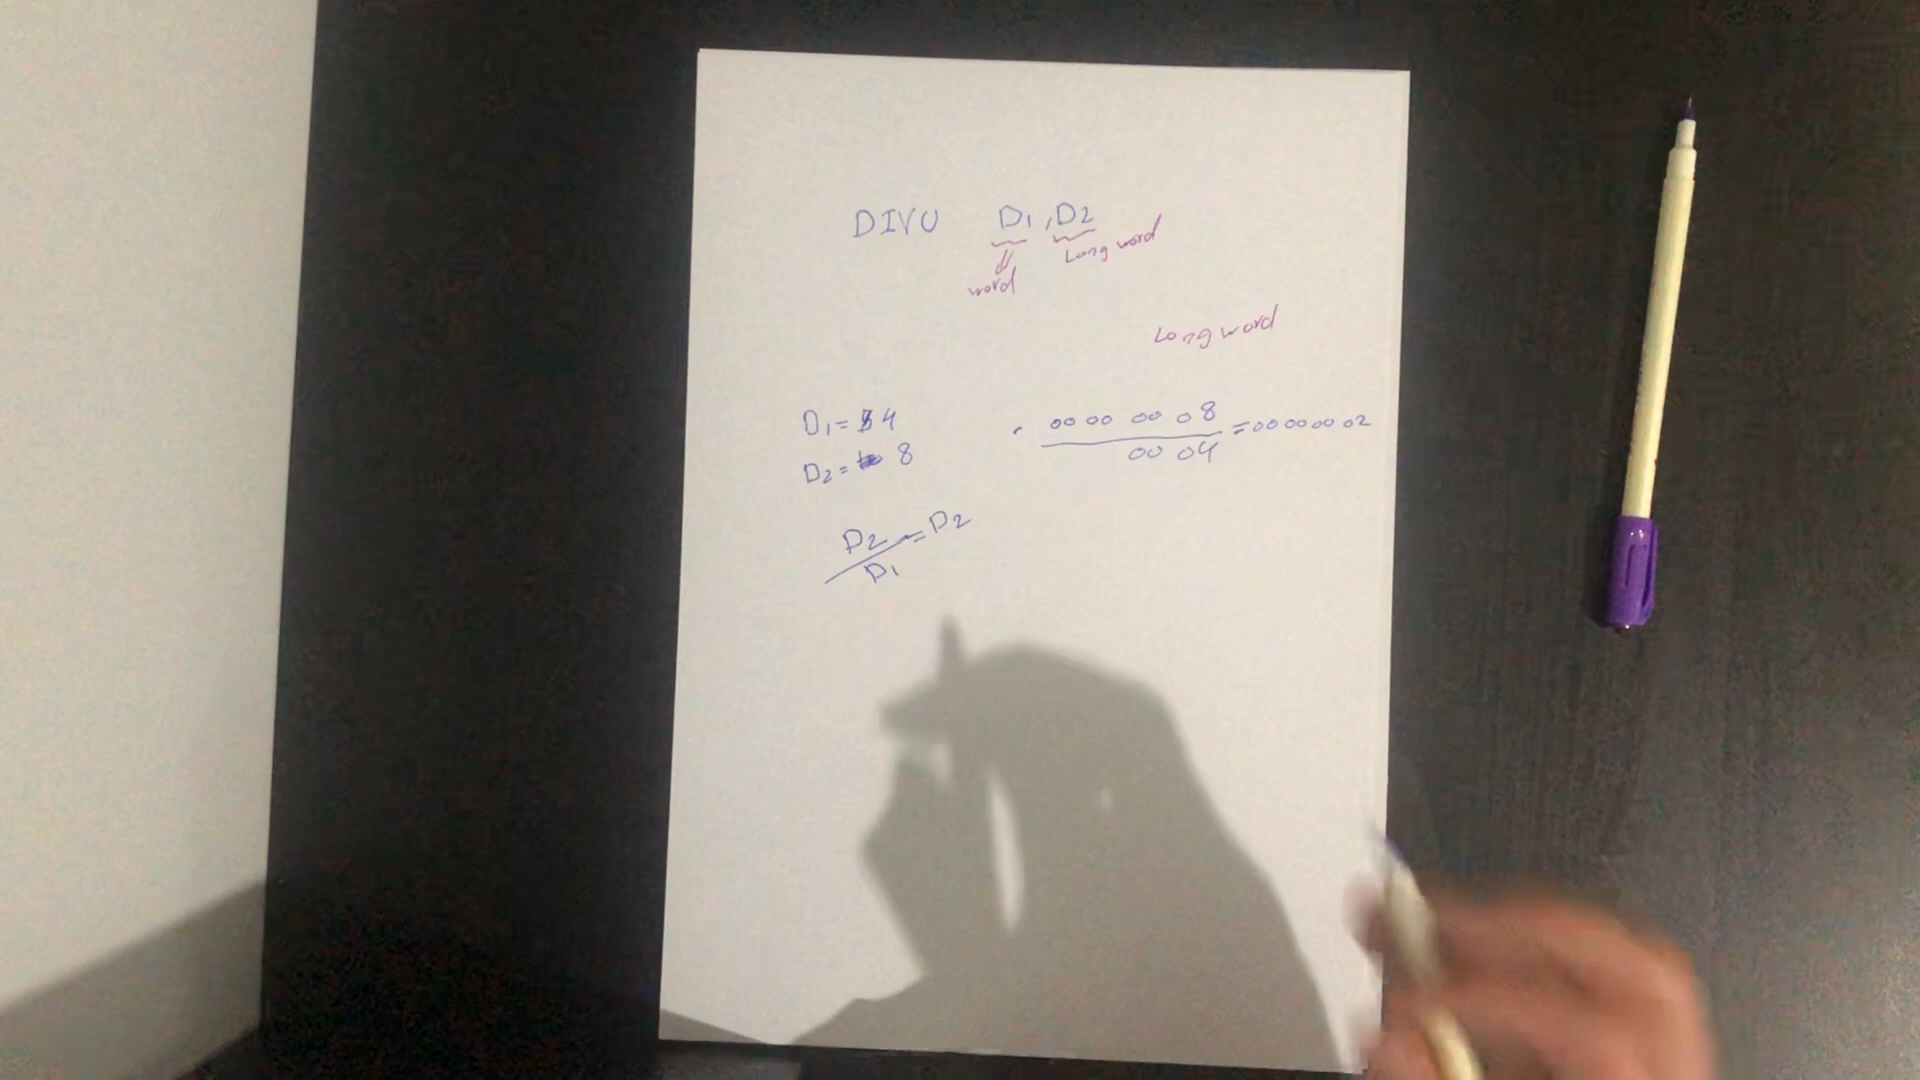 DIVU D1, D2
word Long word
Long word
D1 = 4
D2 = 8
00 00 00 08 / 00 04 = 00 00 00 02
D2 / D1 = D2